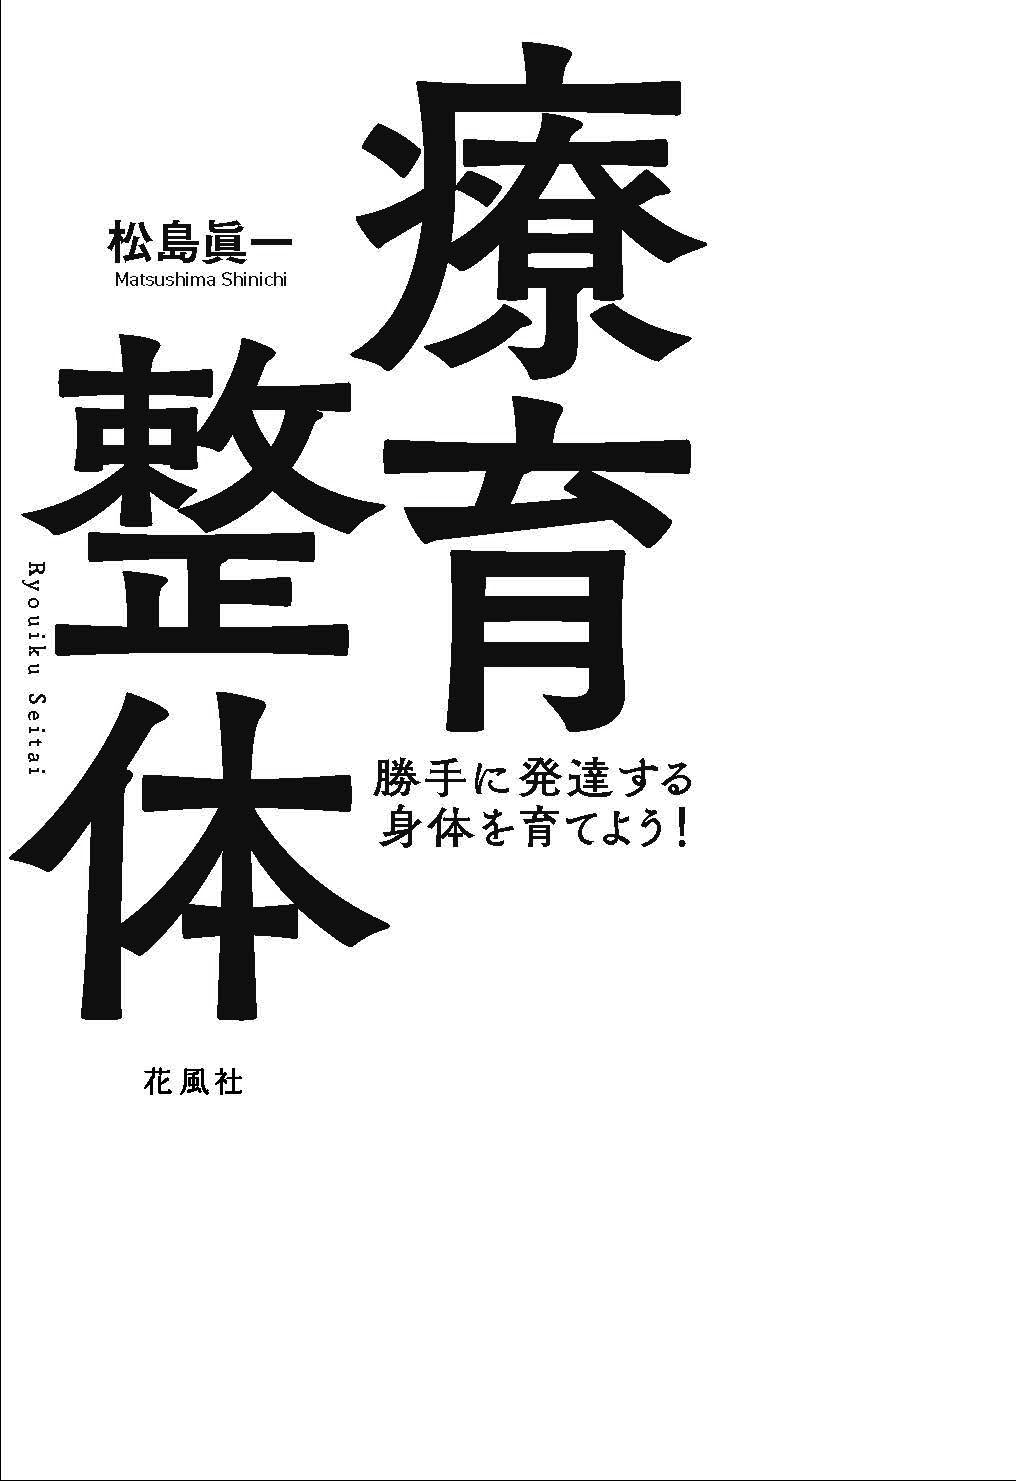 療育
整体
Ryouiku Seitai
勝手に発達する
身体を育てよう！
松島眞一
Matsushima Shinichi
花風社